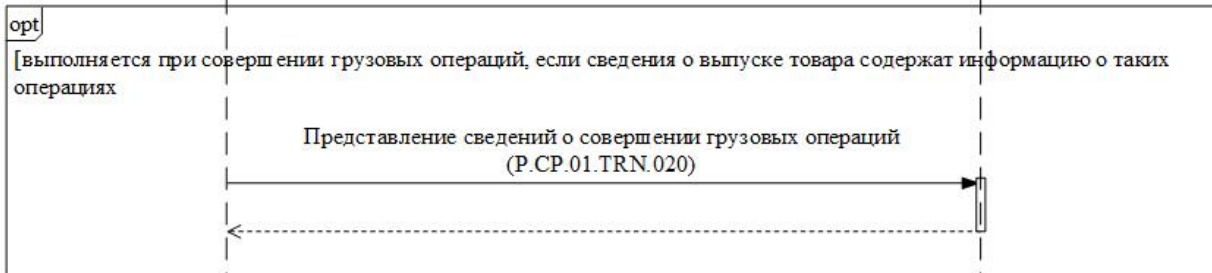 opt
[выполняется при совершении грузовых операций, если сведения о выпуске товара содержат информацию о таких
операциях
Представление сведений о совершении грузовых операций
(P.CP.01.TRN.020)